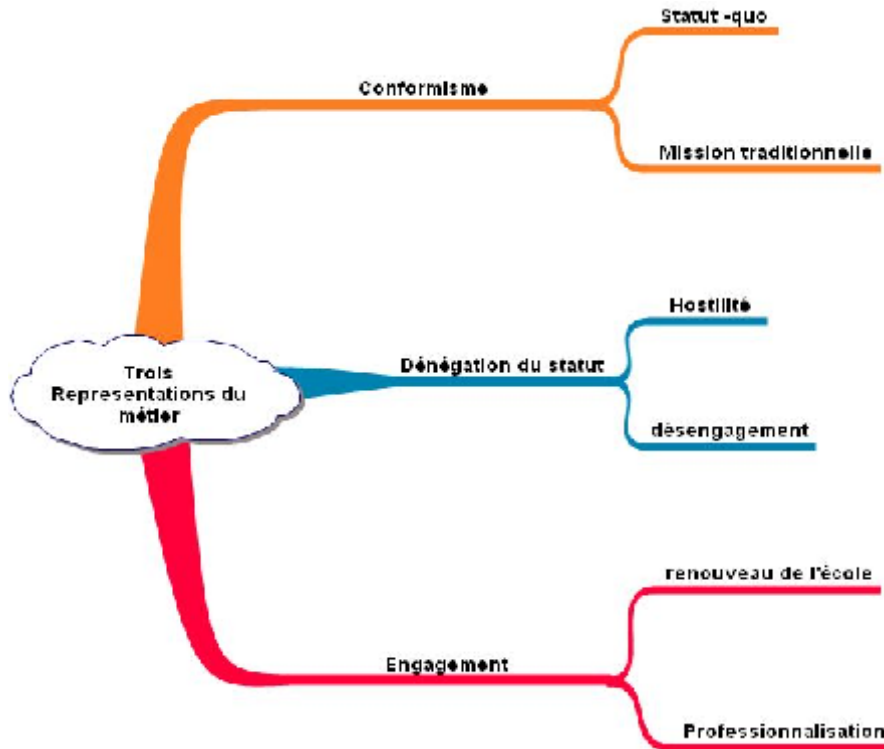 Statut -quo
Conformisme
Mission traditionnelle
Hostilité
Trois
Representations du
métier
Dénégation du statut
désengagement
renouveau de l'école
Engagement
Professionnalisation